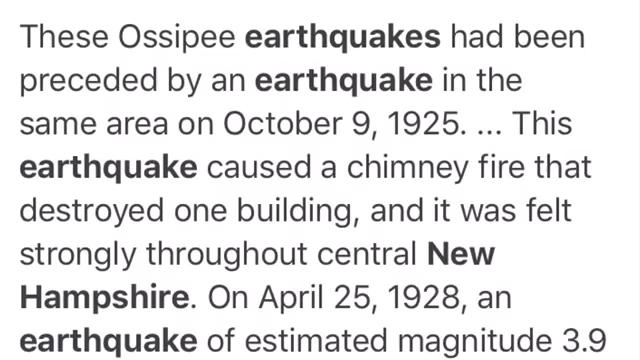 These Ossipee earthquakes had been
preceded by an earthquake in the
same area on October 9, 1925. ... This
earthquake caused a chimney fire that
destroyed one building, and it was felt
strongly throughout central New
Hampshire. On April 25, 1928, an
earthquake of estimated magnitude 3.9